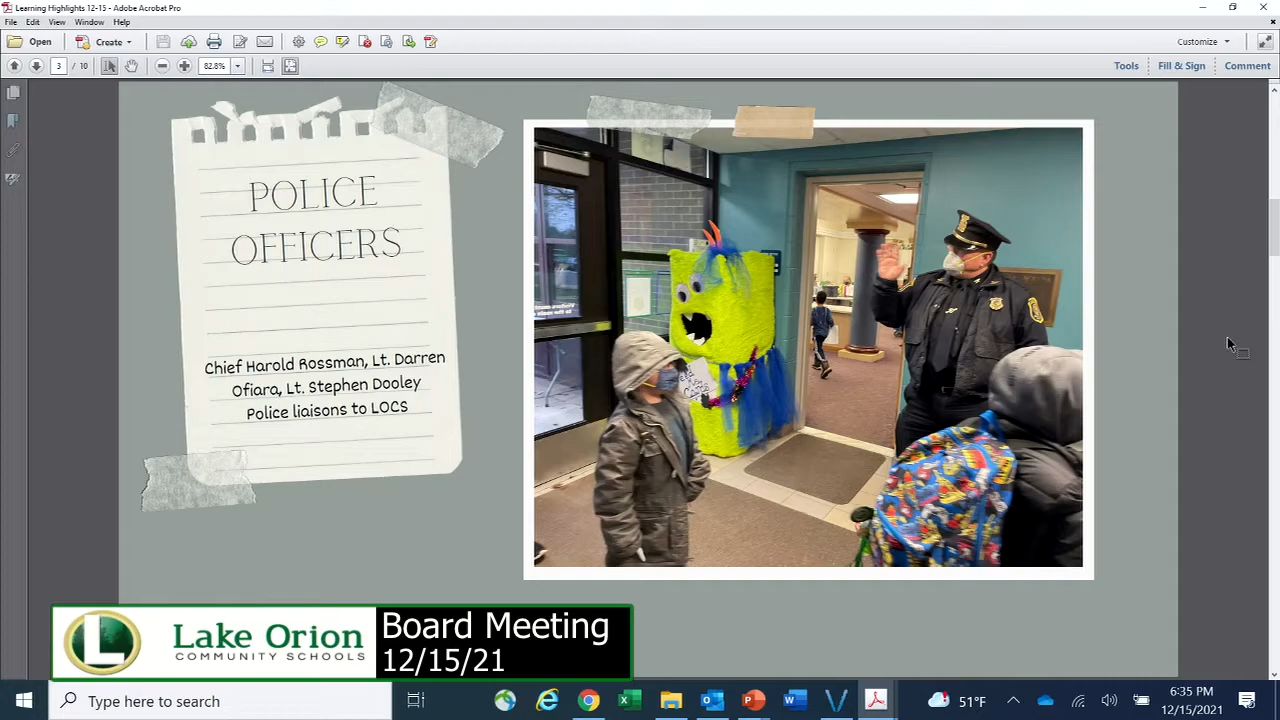 Learning Highlights 12-15 - Adobe Acrobat Pro
File Edit View Window Help
Open Create Customize
3 / 10 82.8% Tools Fill & Sign Comment
POLICE
OFFICERS
Chief Harold Rossman, Lt. Darren
Ofiara, Lt. Stephen Dooley
Police liaisons to LOCS
L
Lake Orion
COMMUNITY SCHOOLS
Board Meeting
12/15/21
Type here to search
51°F
6:35 PM
12/15/2021